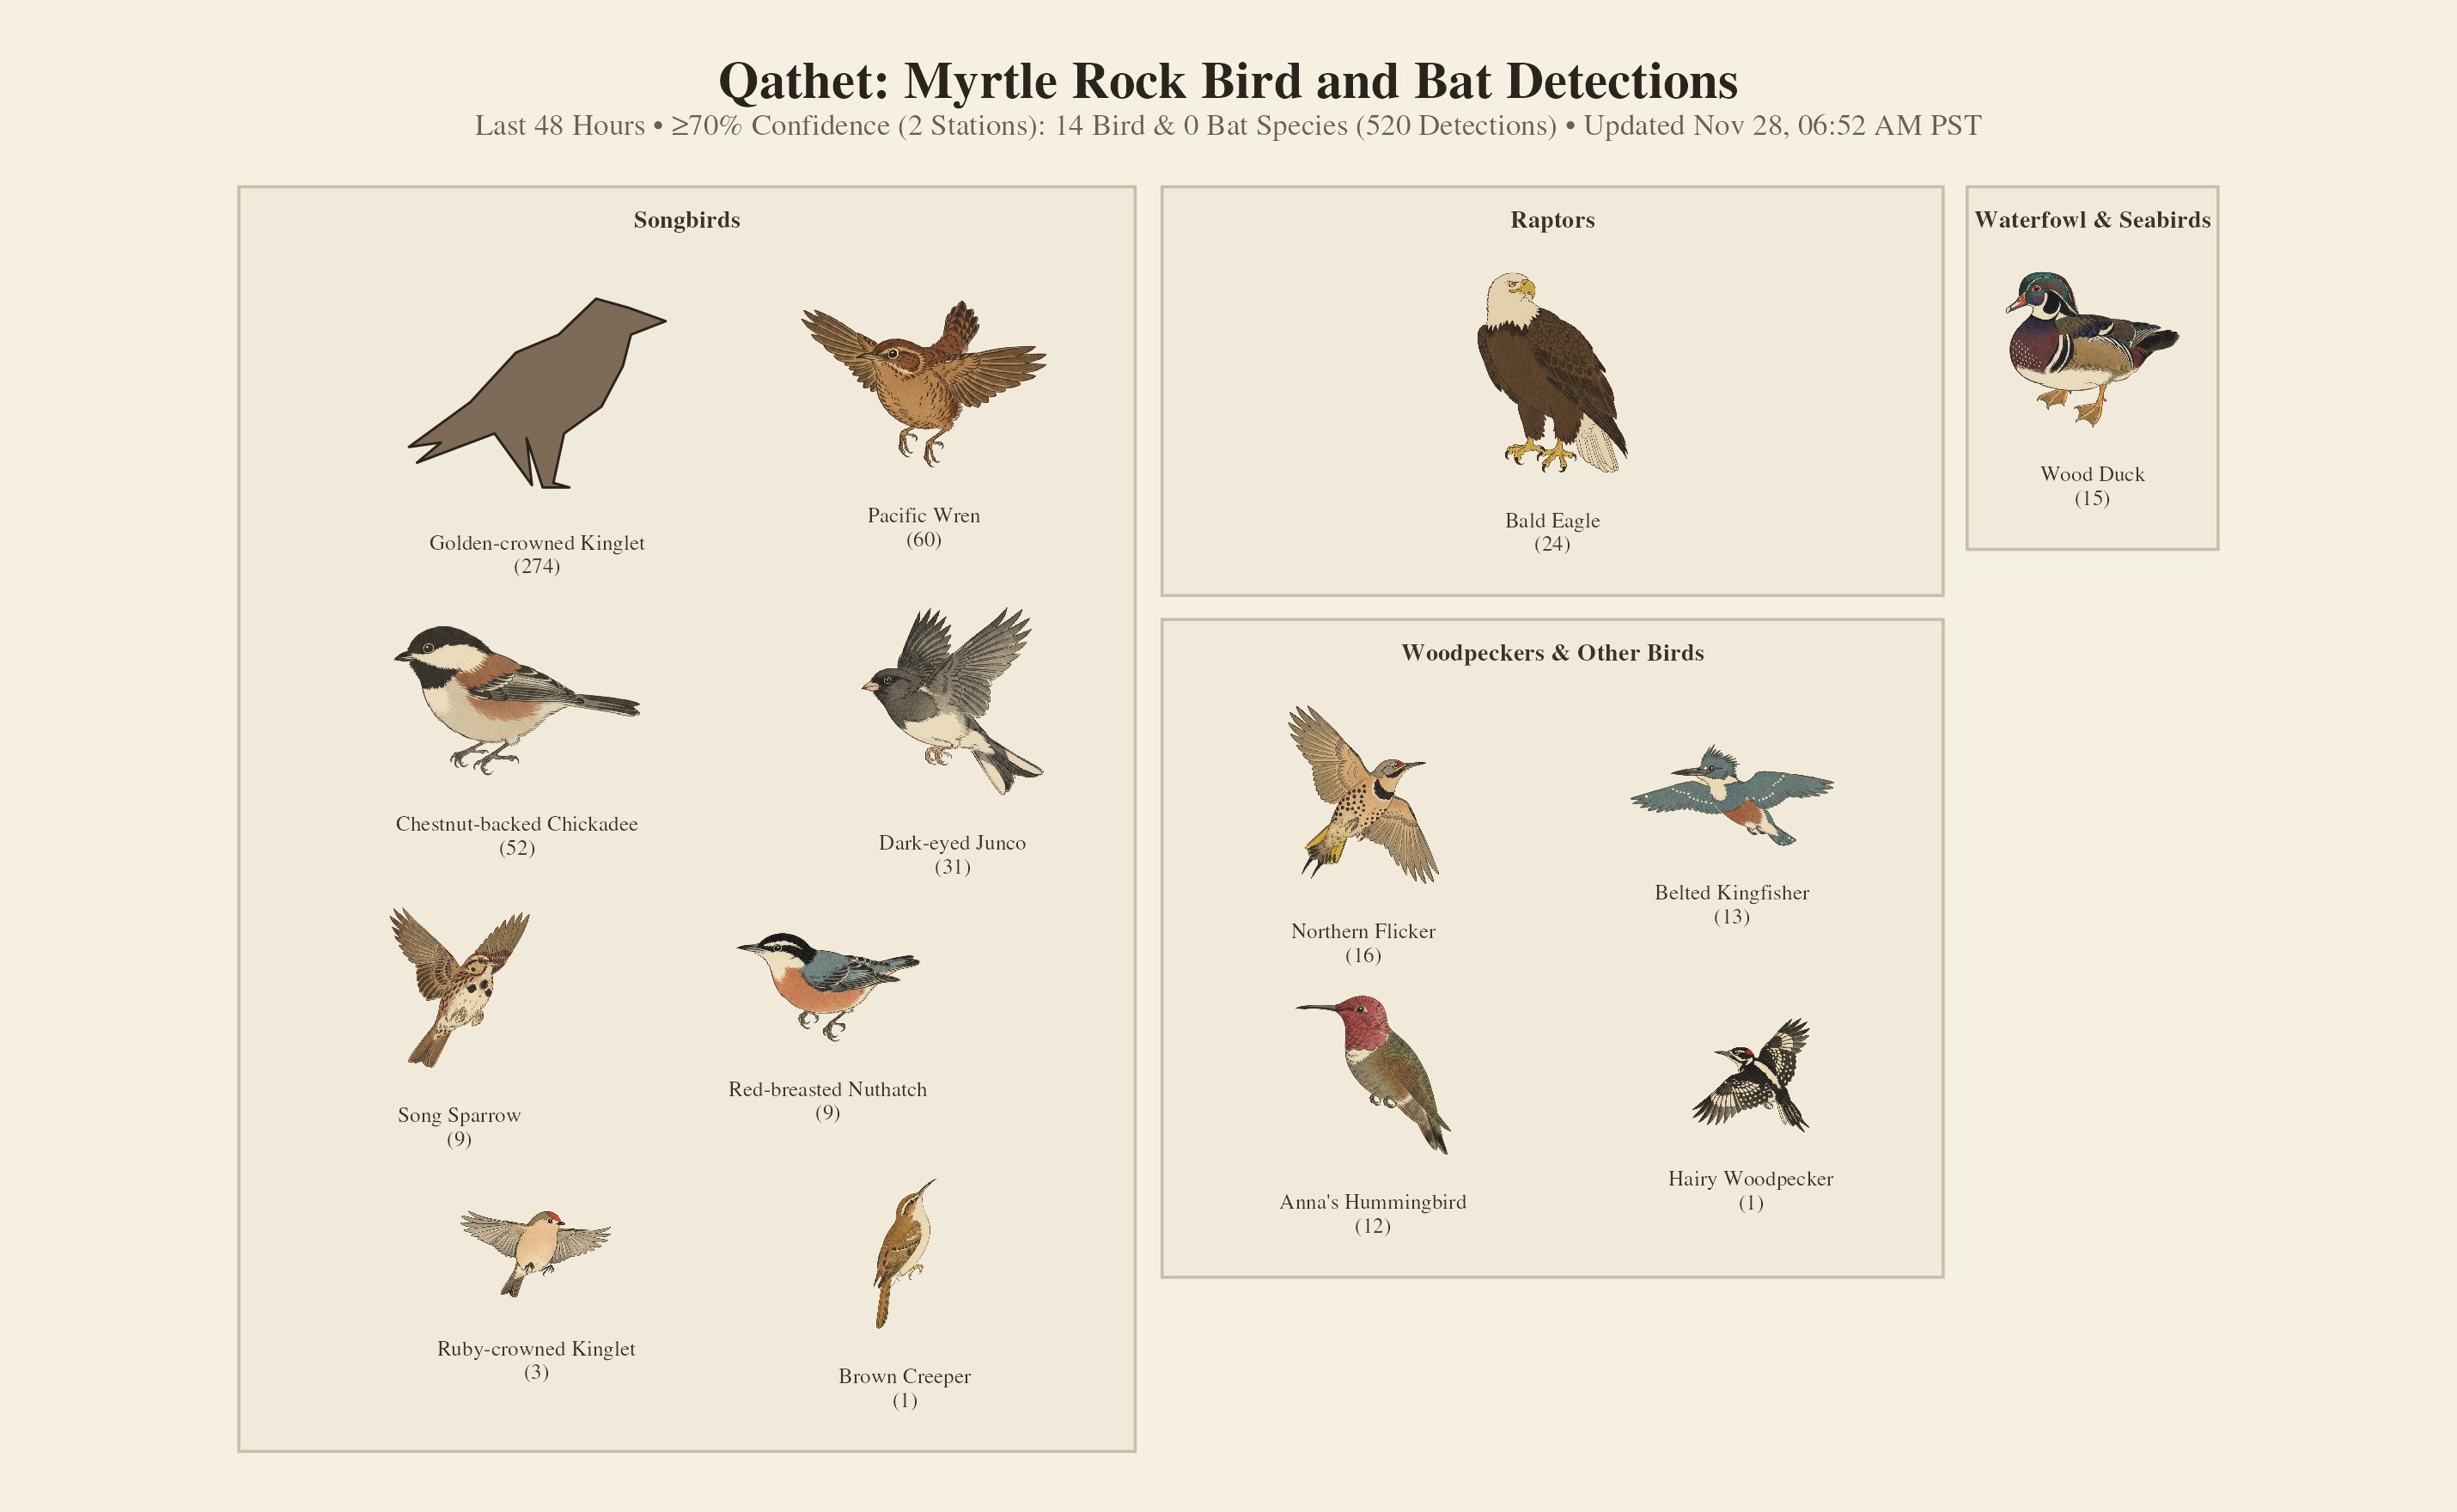 Qathet: Myrtle Rock Bird and Bat Detections
Last 48 Hours • ≥70% Confidence (2 Stations): 14 Bird & 0 Bat Species (520 Detections) • Updated Nov 28, 06:52 AM PST
Songbirds
Golden-crowned Kinglet
(274)
Pacific Wren
(60)
Chestnut-backed Chickadee
(52)
Dark-eyed Junco
(31)
Song Sparrow
(9)
Red-breasted Nuthatch
(9)
Ruby-crowned Kinglet
(3)
Brown Creeper
(1)
Raptors
Bald Eagle
(24)
Woodpeckers & Other Birds
Northern Flicker
(16)
Belted Kingfisher
(13)
Anna's Hummingbird
(12)
Hairy Woodpecker
(1)
Waterfowl & Seabirds
Wood Duck
(15)